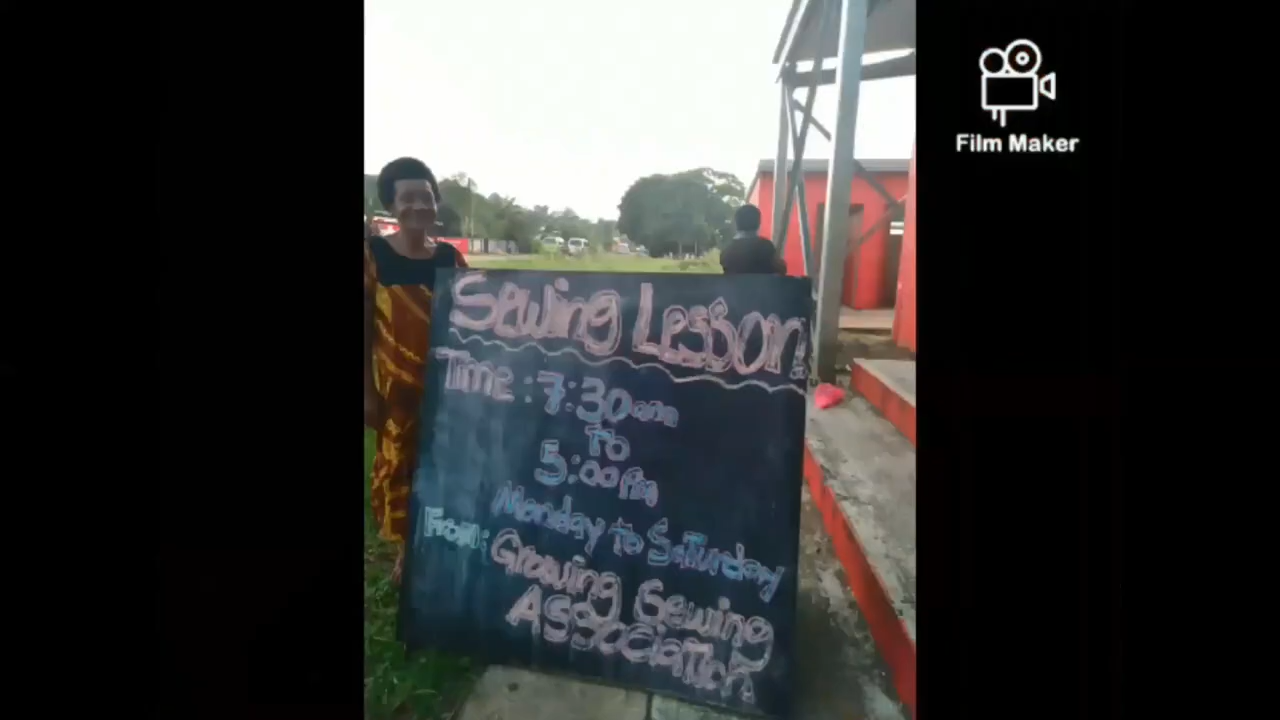 Film Maker
Sewing Lesson!
Time: 7:30am
To
5:00Pm
Monday to Saturday
From: Growing Sewing
Association